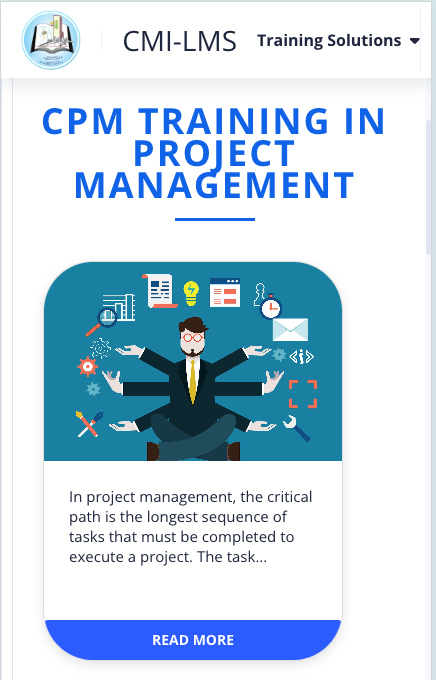 CMI-LMS
Training Solutions
CPM TRAINING IN
PROJECT
MANAGEMENT
In project management, the critical
path is the longest sequence of
tasks that must be completed to
execute a project. The task...
READ MORE